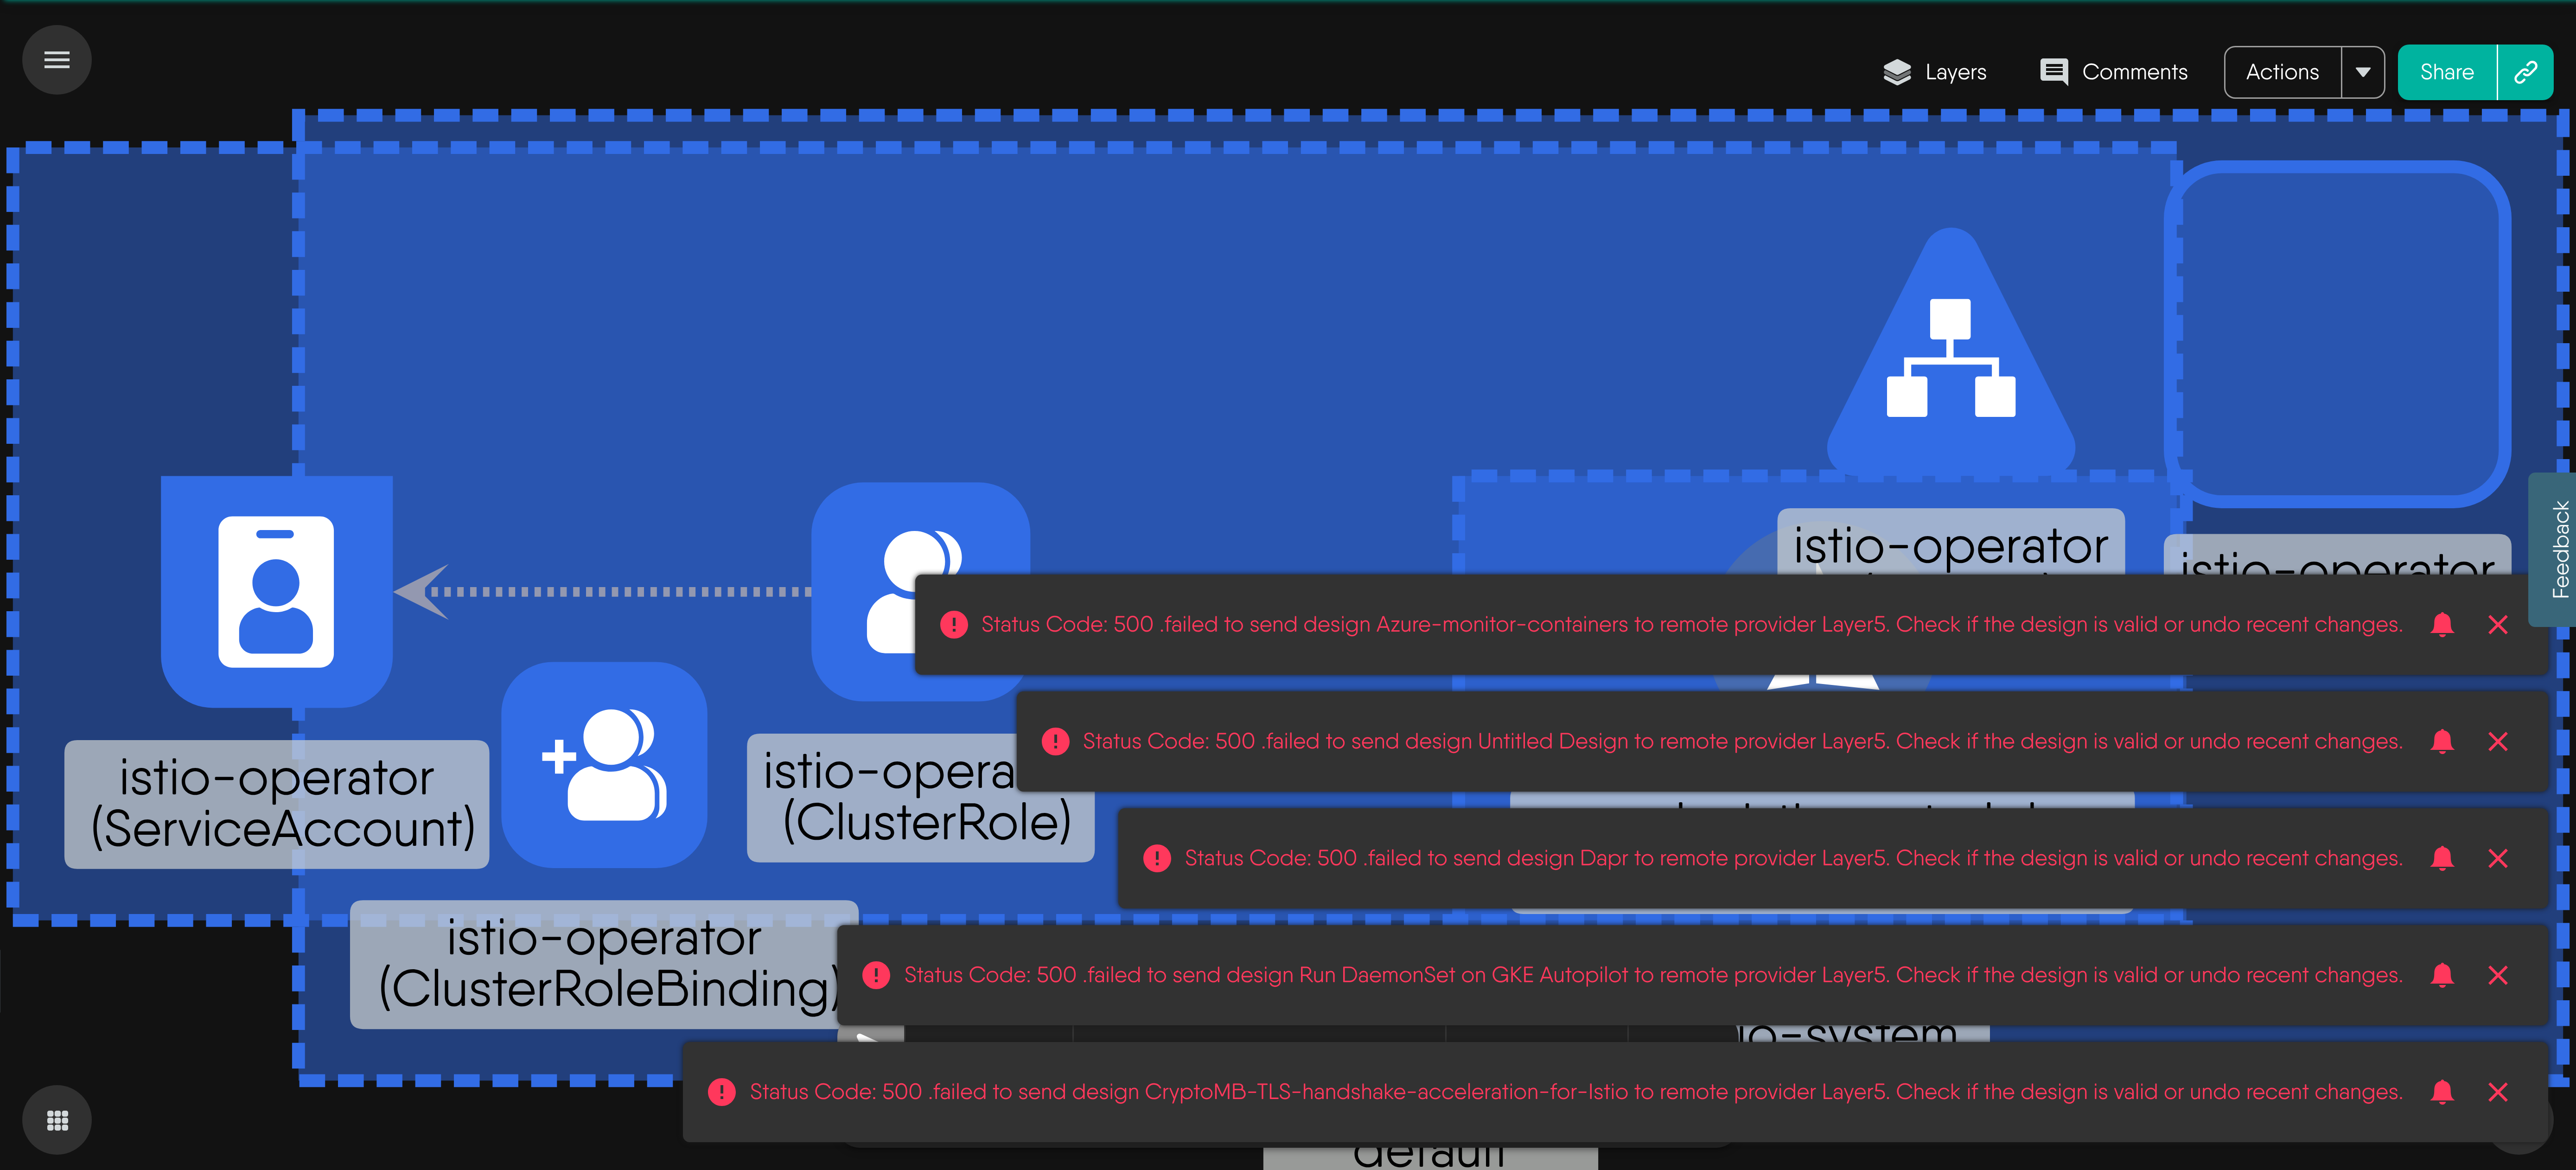 Layers
Comments
Actions
Share
Feedback
istio-operator
istio-operator
Status Code: 500 .failed to send design Azure-monitor-containers to remote provider Layer5. Check if the design is valid or undo recent changes.
Status Code: 500 .failed to send design Untitled Design to remote provider Layer5. Check if the design is valid or undo recent changes.
istio-operator
(ServiceAccount)
istio-opera
(ClusterRole)
Status Code: 500 .failed to send design Dapr to remote provider Layer5. Check if the design is valid or undo recent changes.
istio-operator
(ClusterRoleBinding)
Status Code: 500 .failed to send design Run DaemonSet on GKE Autopilot to remote provider Layer5. Check if the design is valid or undo recent changes.
io-system
Status Code: 500 .failed to send design CryptoMB-TLS-handshake-acceleration-for-Istio to remote provider Layer5. Check if the design is valid or undo recent changes.
default